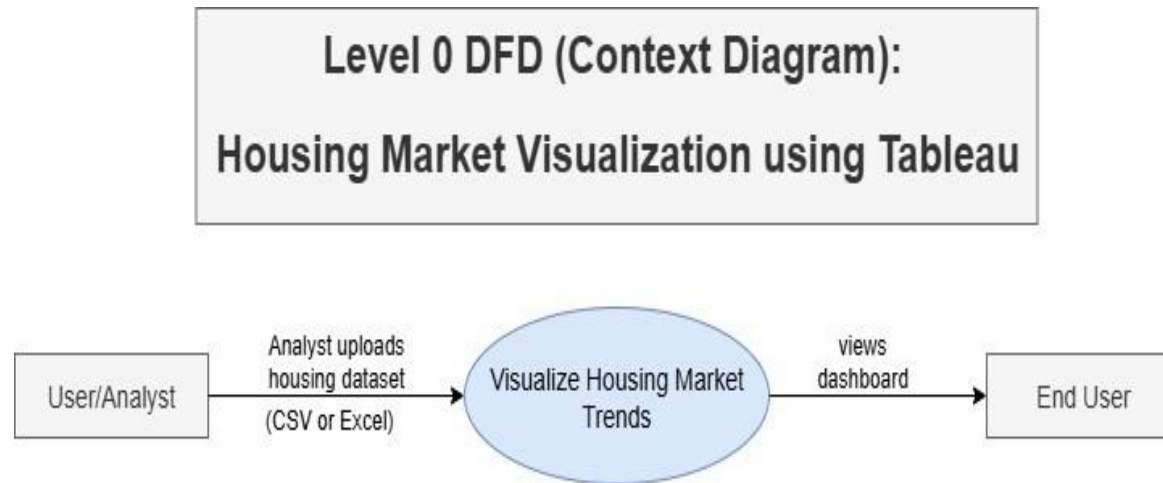 Level 0 DFD (Context Diagram):
Housing Market Visualization using Tableau
User/Analyst
Analyst uploads
housing dataset
(CSV or Excel)
Visualize Housing Market
Trends
views
dashboard
End User